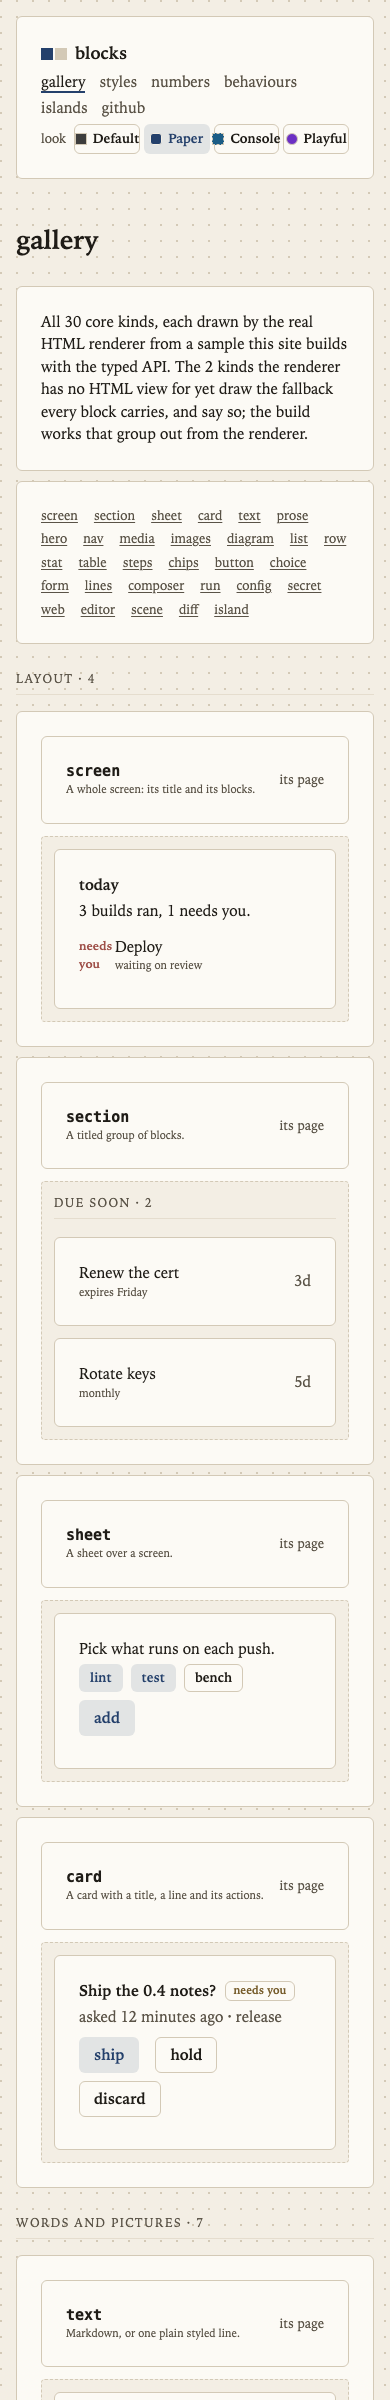 blocks
gallery styles numbers behaviours
islands github
look Default Paper Console Playful
gallery
All 30 core kinds, each drawn by the real
HTML renderer from a sample this site builds
with the typed API. The 2 kinds the renderer
has no HTML view for yet draw the fallback
every block carries, and say so; the build
works that group out from the renderer.
screen section sheet card text prose
hero nav media images diagram list row
stat table steps chips button choice
form lines composer run config secret
web editor scene diff island
LAYOUT · 4
screen
A whole screen: its title and its blocks.
its page
today
3 builds ran, 1 needs you.
needs you
Deploy
waiting on review
section
A titled group of blocks.
its page
DUE SOON · 2
Renew the cert
expires Friday
3d
Rotate keys
monthly
5d
sheet
A sheet over a screen.
its page
Pick what runs on each push.
lint test bench
add
card
A card with a title, a line and its actions.
its page
Ship the 0.4 notes? needs you
asked 12 minutes ago · release
ship hold
discard
WORDS AND PICTURES · 7
text
Markdown, or one plain styled line.
its page